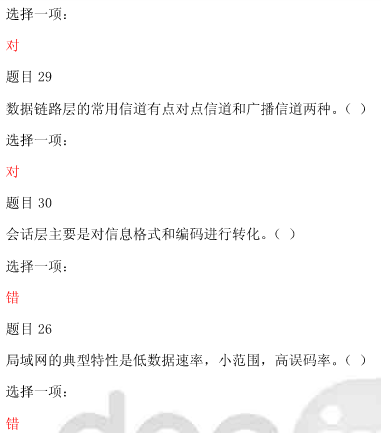 选择一项：
对
题目 29
数据链路层的常用信道有点对点信道和广播信道两种。（ ）
选择一项：
对
题目 30
会话层主要是对信息格式和编码进行转化。（ ）
选择一项：
错
题目 26
局域网的典型特性是低数据速率，小范围，高误码率。（ ）
选择一项：
错